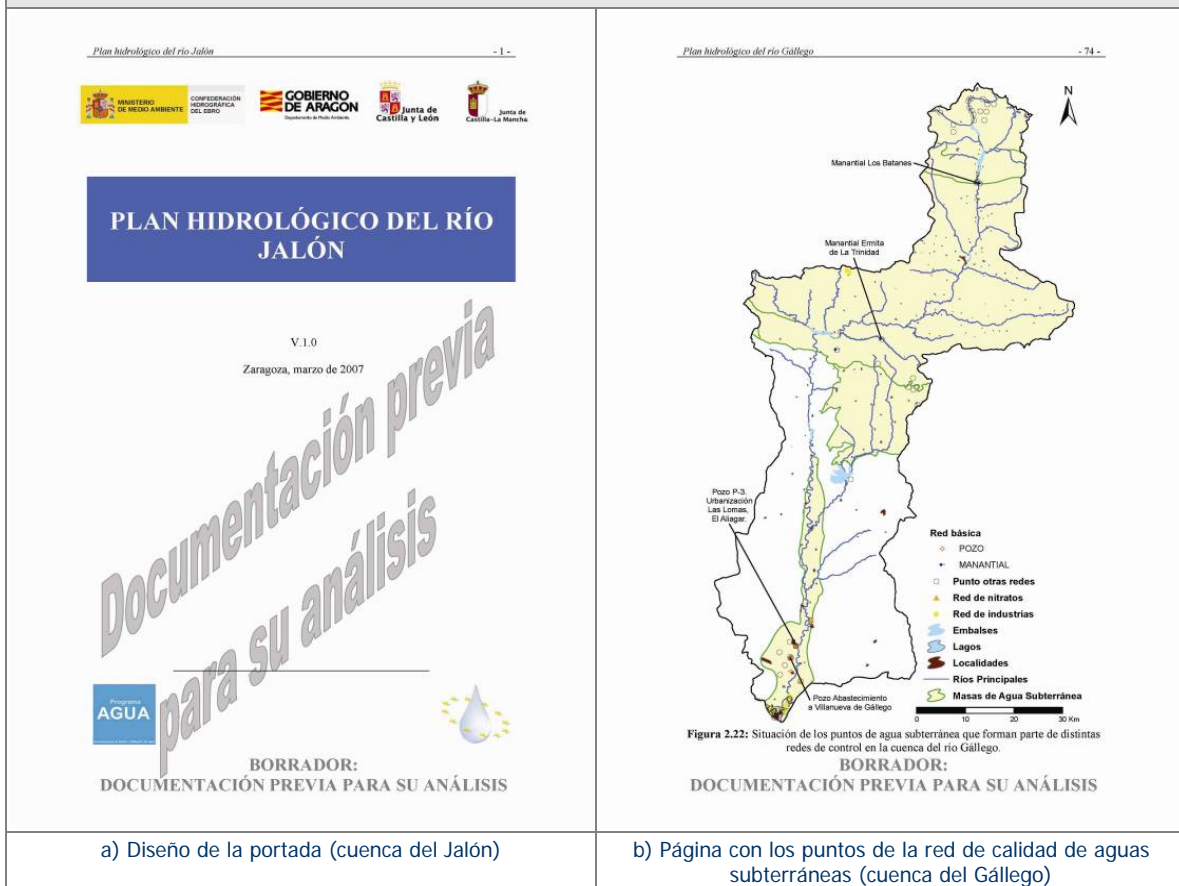 Plan hidrológico del río Jalón - 1 -
MINISTERIO
DE MEDIO AMBIENTE
CONFEDERACIÓN
HIDROGRÁFICA
DEL EBRO
GOBIERNO
DE ARAGON
Departamento de Medio Ambiente
Junta de
Castilla y León
Junta de
Castilla-La Mancha
PLAN HIDROLÓGICO DEL RÍO
JALÓN
V.1.0
Zaragoza, marzo de 2007
Documentación previa
para su análisis
Programa
AGUA
BORRADOR:
DOCUMENTACIÓN PREVIA PARA SU ANÁLISIS
a) Diseño de la portada (cuenca del Jalón)
Plan hidrológico del río Gállego - 74 -
N
Manantial Los Batanes
Manantial Ermita
de La Trinidad
Pozo P-3.
Urbanización
Las Lomas,
El Aliagar.
Pozo Abastecimiento
a Villanueva de Gállego
Red básica
POZO
MANANTIAL
Punto otras redes
Red de nitratos
Red de industrias
Embalses
Lagos
Localidades
Ríos Principales
Masas de Agua Subterránea
0 10 20 30 Km
Figura 2.22: Situación de los puntos de agua subterránea que forman parte de distintas
redes de control en la cuenca del río Gállego.
BORRADOR:
DOCUMENTACIÓN PREVIA PARA SU ANÁLISIS
b) Página con los puntos de la red de calidad de aguas
subterráneas (cuenca del Gállego)